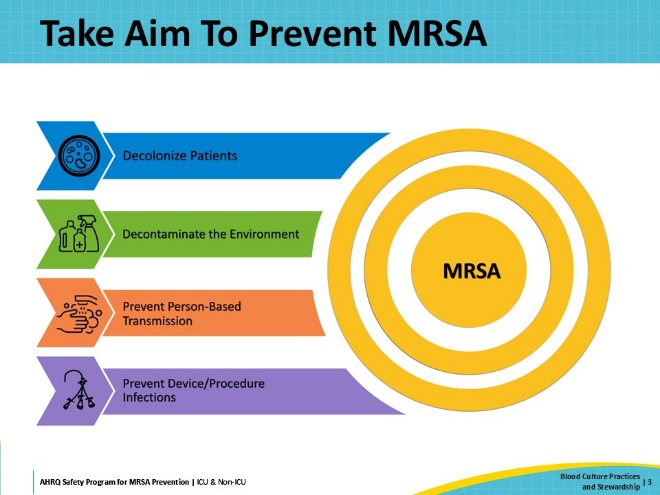 Take Aim To Prevent MRSA
Decolonize Patients
Decontaminate the Environment
Prevent Person-Based
Transmission
Prevent Device/Procedure
Infections
MRSA
AHRQ Safety Program for MRSA Prevention | ICU & Non-ICU
Blood Culture Practices
and Stewardship | 3